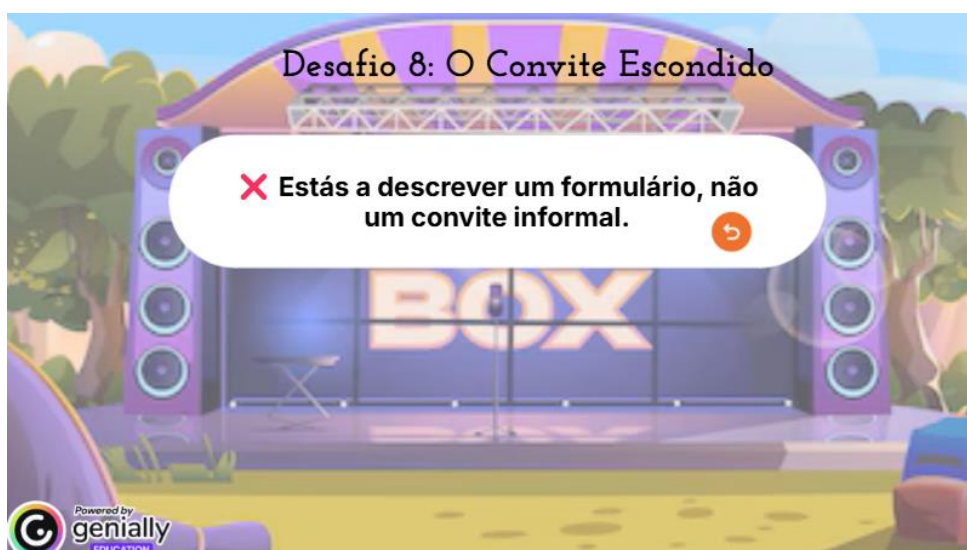 Desafio 8: O Convite Escondido
❌ Estás a descrever um formulário, não
um convite informal.
BOX
Powered by
genially
EDUCATION